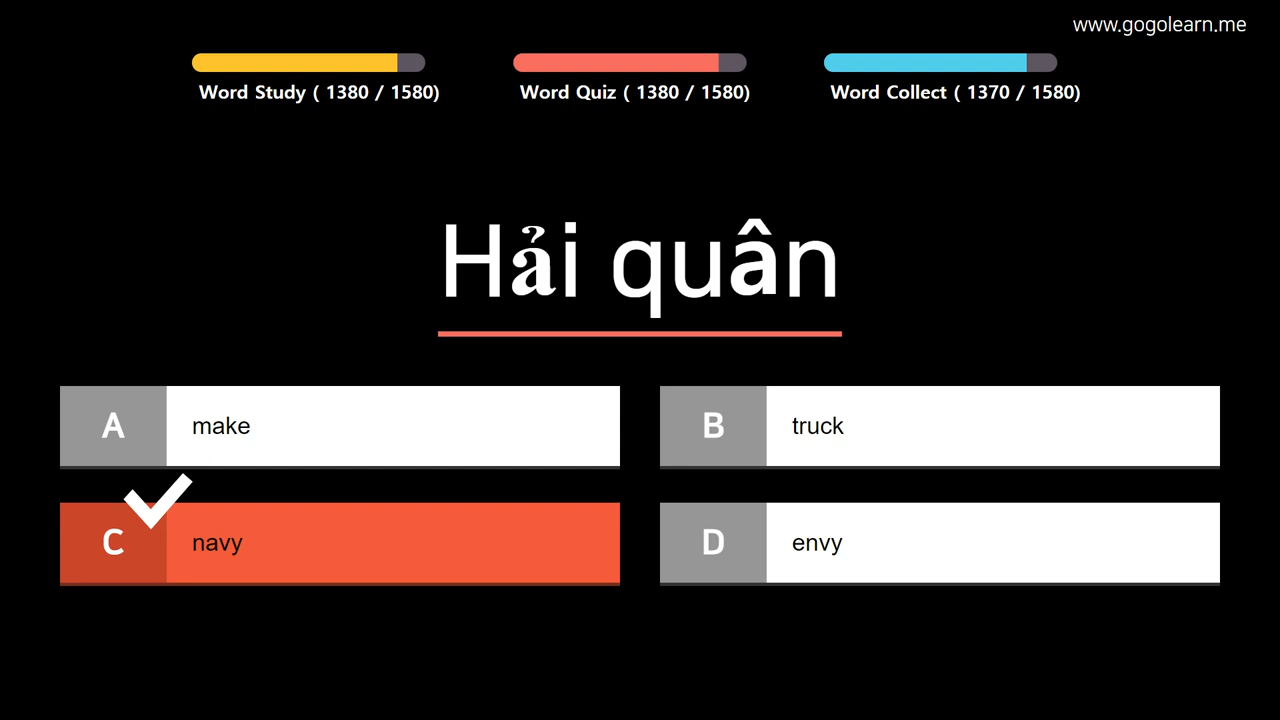 www.gogolearn.me
Word Study ( 1380 / 1580)
Word Quiz ( 1380 / 1580)
Word Collect ( 1370 / 1580)
Hải quân
A make
B truck
C navy
D envy